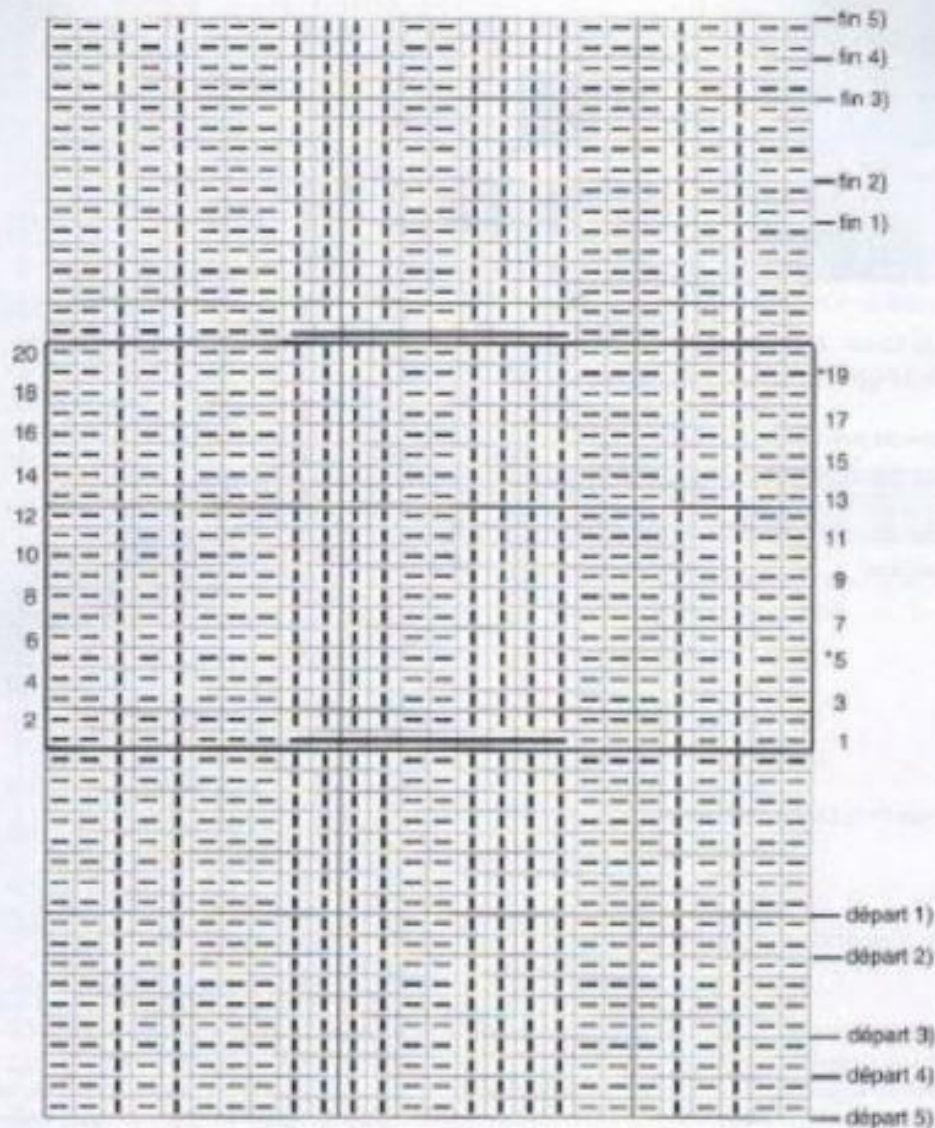 fin 5)
fin 4)
fin 3)
fin 2)
fin 1)
20
*19
18
17
16
15
14
13
12
11
10
9
8
7
6
*5
4
3
2
1
départ 1)
départ 2)
départ 3)
départ 4)
départ 5)